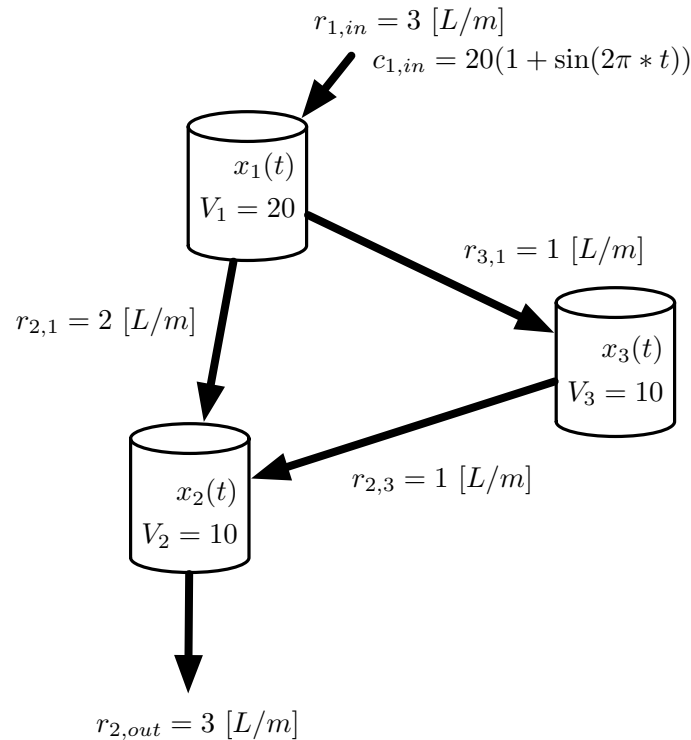 r_{1,in} = 3 [L/m]
c_{1,in} = 20(1 + sin(2π ∗ t))
x_1(t)
V_1 = 20
r_{3,1} = 1 [L/m]
r_{2,1} = 2 [L/m]
x_3(t)
V_3 = 10
r_{2,3} = 1 [L/m]
x_2(t)
V_2 = 10
r_{2,out} = 3 [L/m]